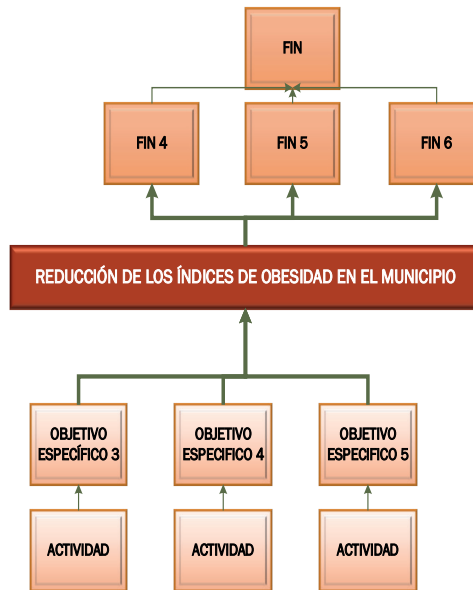 FIN
FIN 4
FIN 5
FIN 6
REDUCCIÓN DE LOS ÍNDICES DE OBESIDAD EN EL MUNICIPIO
OBJETIVO
ESPECÍFICO 3
OBJETIVO
ESPECIFICO 4
OBJETIVO
ESPECIFICO 5
ACTIVIDAD
ACTIVIDAD
ACTIVIDAD